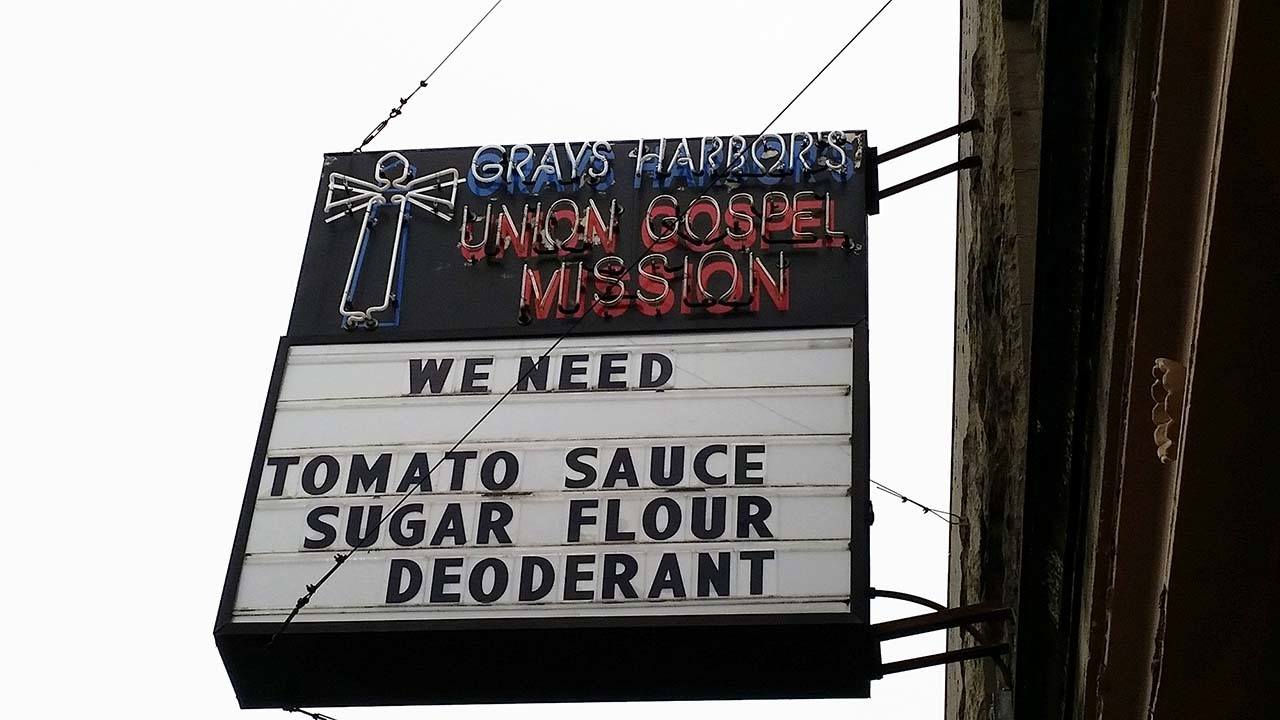 GRAYS HARBOR'S
UNION GOSPEL
MISSION
WE NEED
TOMATO SAUCE
SUGAR FLOUR
DEODERANT